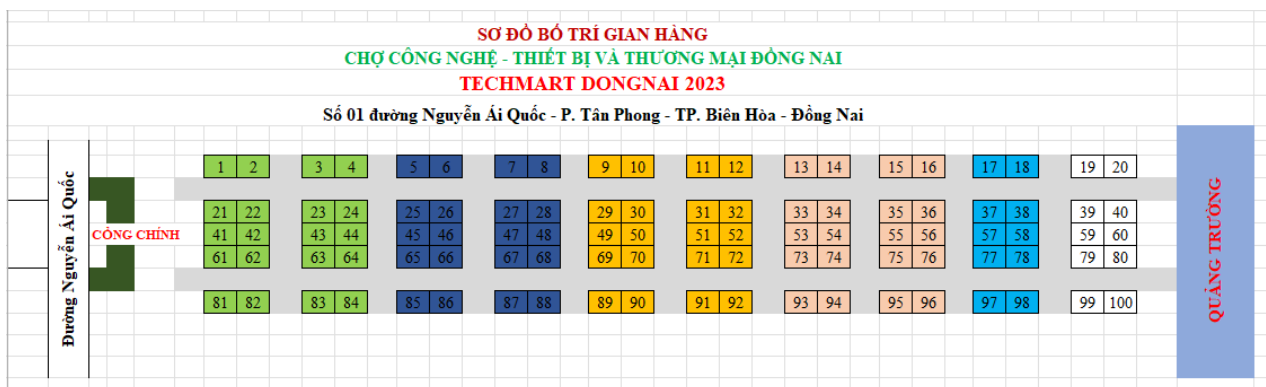 SƠ ĐỒ BỐ TRÍ GIAN HÀNG
CHỢ CÔNG NGHỆ - THIẾT BỊ VÀ THƯƠNG MẠI ĐỒNG NAI
TECHMART DONGNAI 2023
Số 01 đường Nguyễn Ái Quốc - P. Tân Phong - TP. Biên Hòa - Đồng Nai
Đường Nguyễn Ái Quốc
CỔNG CHÍNH
1 2 3 4 5 6 7 8 9 10 11 12 13 14 15 16 17 18 19 20
21 22 23 24 25 26 27 28 29 30 31 32 33 34 35 36 37 38 39 40
41 42 43 44 45 46 47 48 49 50 51 52 53 54 55 56 57 58 59 60
61 62 63 64 65 66 67 68 69 70 71 72 73 74 75 76 77 78 79 80
81 82 83 84 85 86 87 88 89 90 91 92 93 94 95 96 97 98 99 100
QUẢNG TRƯỜNG